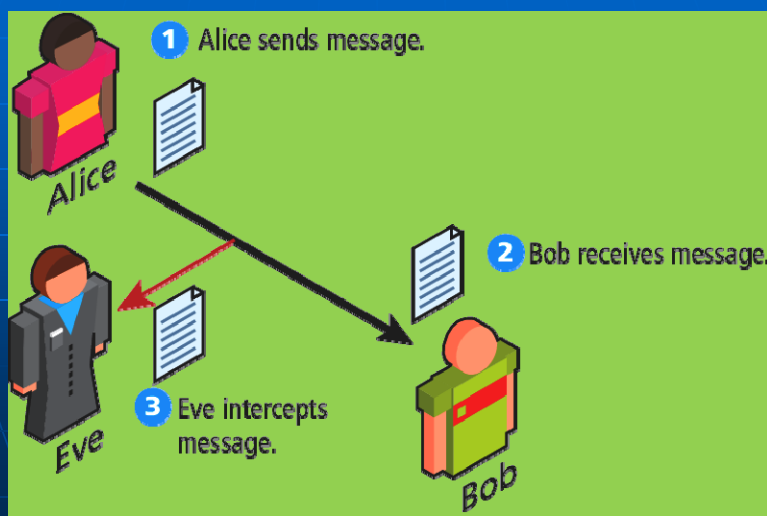 1 Alice sends message.
Alice
2 Bob receives message.
3 Eve intercepts
message.
Eve
Bob